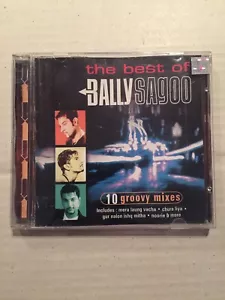 the best of
BALLY SAGOO
10 groovy mixes
Includes : mera laung vacha • chura liya •
gur nalon ishq mitha • noorie & more